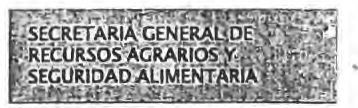 SECRETARIA GENERAL DE
RECURSOS AGRARIOS Y
SEGURIDAD ALIMENTARIA